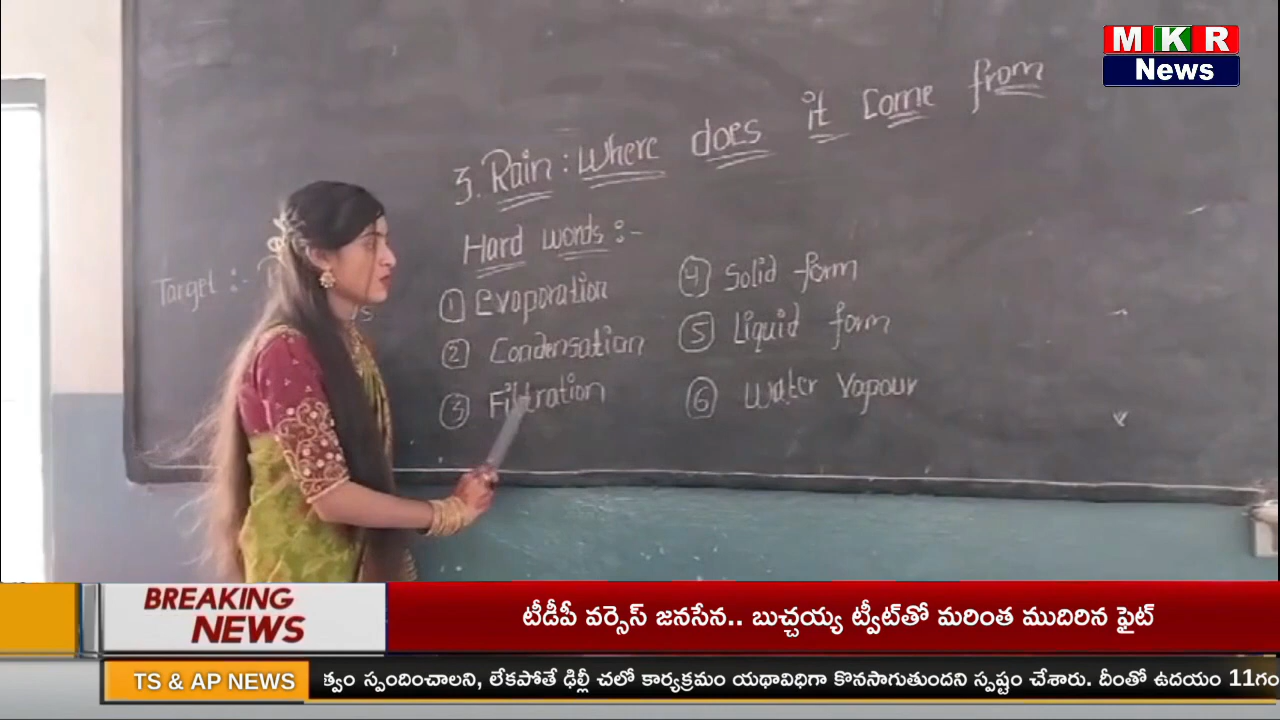 MKR
News
3. Rain : Where does it come from
Hard words :-
Target :-
① Evaporation
② Condensation
③ Filtration
④ Solid form
⑤ Liquid form
⑥ Water Vapour
BREAKING
NEWS
టీడీపీ వర్సెస్ జనసేన.. బుచ్చయ్య ట్వీట్‌తో మరింత ముదిరిన ఫైట్
TS & AP NEWS
త్వం స్పందించాలని, లేకపోతే ఢిల్లీ చలో కార్యక్రమం యథావిధిగా కొనసాగుతుందని స్పష్టం చేశారు. దీంతో ఉదయం 11గం